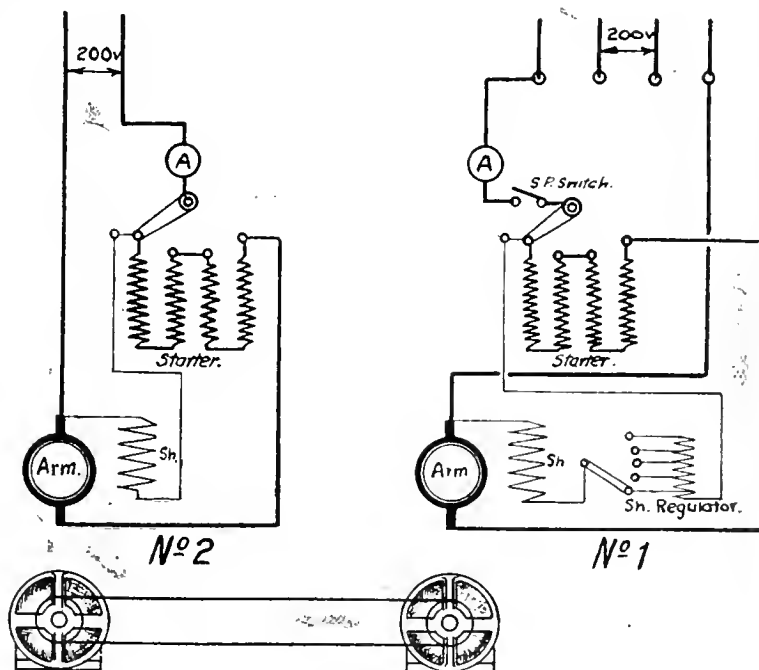 200v
A
Starter.
Arm.
Sh.
Nº2
200v
A
S.P. Switch.
Starter.
Arm
Sh
Sh. Regulator.
Nº1